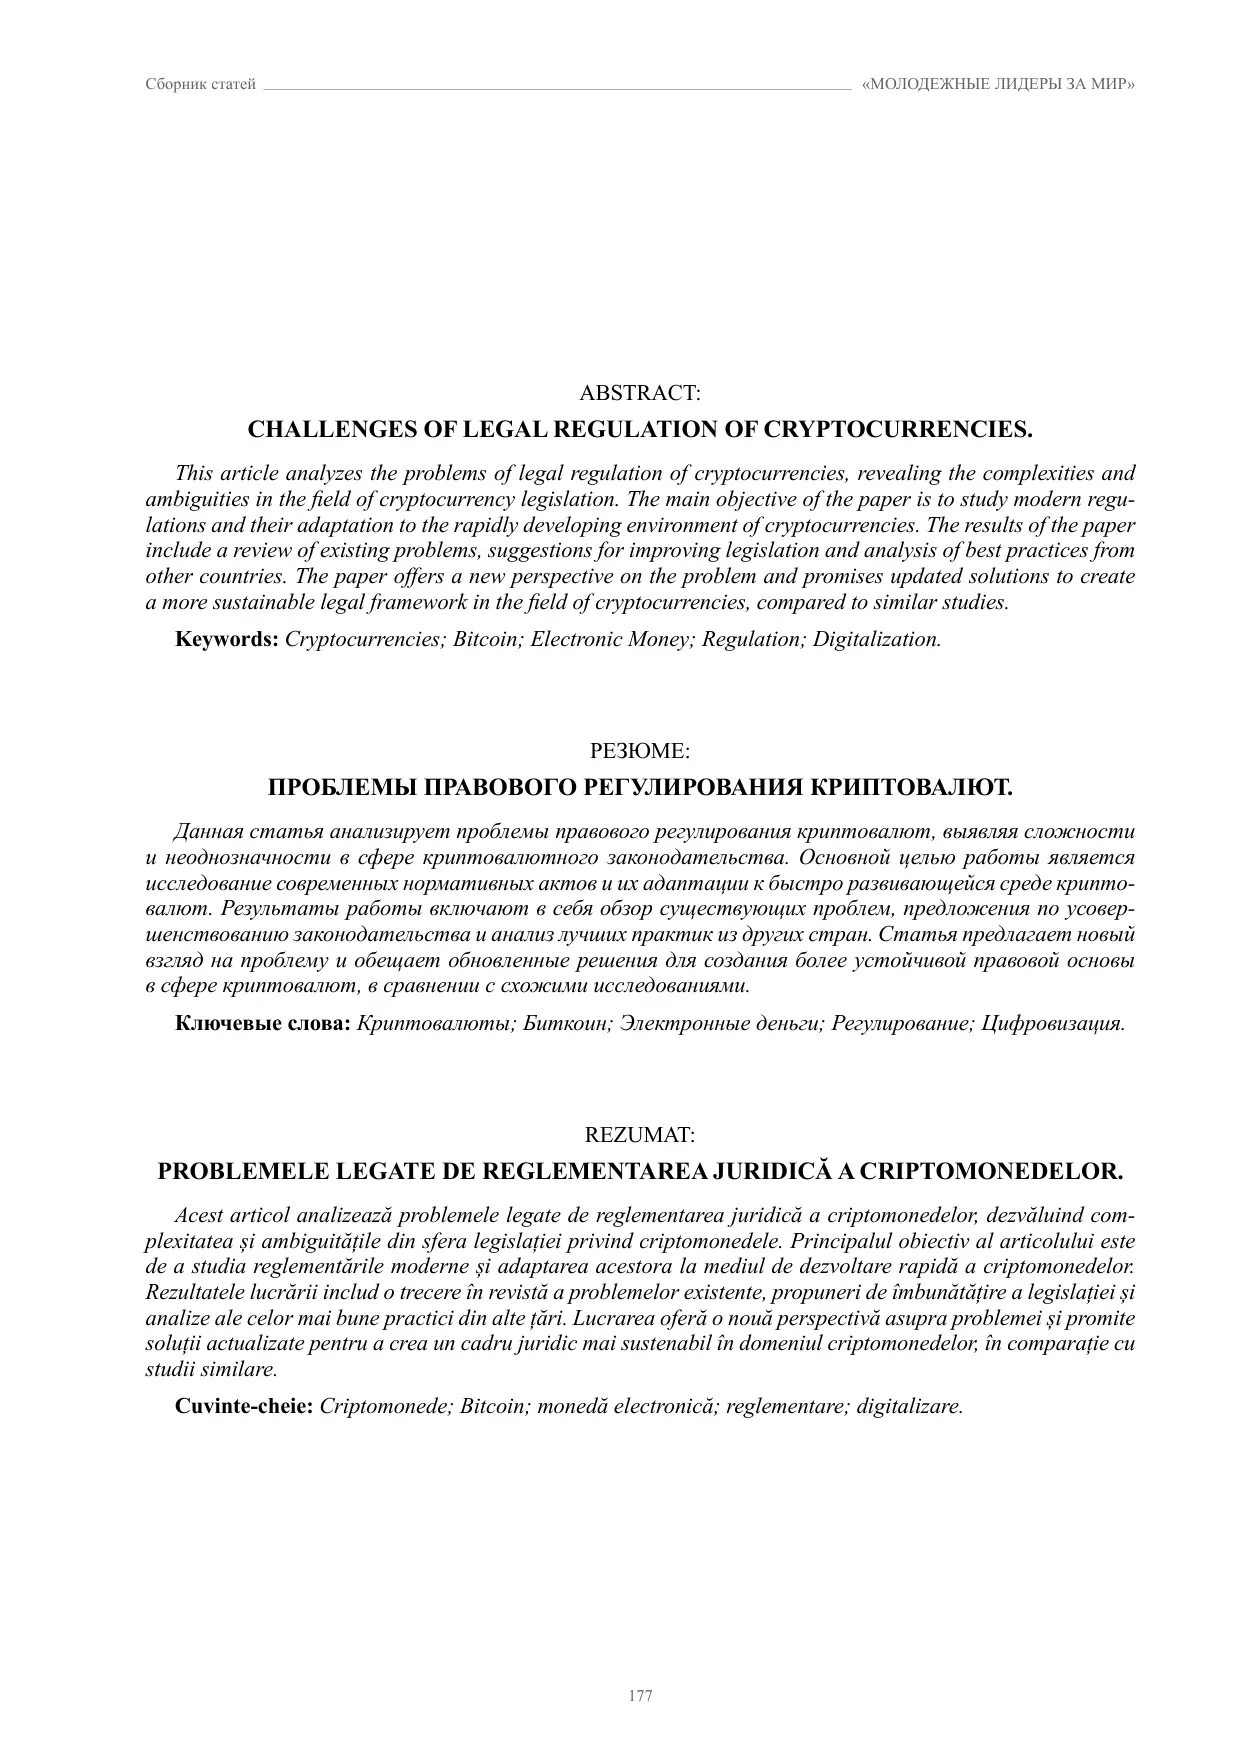 Сборник статей «МОЛОДЕЖНЫЕ ЛИДЕРЫ ЗА МИР»
ABSTRACT:
CHALLENGES OF LEGAL REGULATION OF CRYPTOCURRENCIES.
This article analyzes the problems of legal regulation of cryptocurrencies, revealing the complexities and
ambiguities in the field of cryptocurrency legislation. The main objective of the paper is to study modern regu-
lations and their adaptation to the rapidly developing environment of cryptocurrencies. The results of the paper
include a review of existing problems, suggestions for improving legislation and analysis of best practices from
other countries. The paper offers a new perspective on the problem and promises updated solutions to create
a more sustainable legal framework in the field of cryptocurrencies, compared to similar studies.
Keywords: Cryptocurrencies; Bitcoin; Electronic Money; Regulation; Digitalization.
РЕЗЮМЕ:
ПРОБЛЕМЫ ПРАВОВОГО РЕГУЛИРОВАНИЯ КРИПТОВАЛЮТ.
Данная статья анализирует проблемы правового регулирования криптовалют, выявляя сложности
и неоднозначности в сфере криптовалютного законодательства. Основной целью работы является
исследование современных нормативных актов и их адаптации к быстро развивающейся среде крипто-
валют. Результаты работы включают в себя обзор существующих проблем, предложения по усовер-
шенствованию законодательства и анализ лучших практик из других стран. Статья предлагает новый
взгляд на проблему и обещает обновленные решения для создания более устойчивой правовой основы
в сфере криптовалют, в сравнении с схожими исследованиями.
Ключевые слова: Криптовалюты; Биткоин; Электронные деньги; Регулирование; Цифровизация.
REZUMAT:
PROBLEMELE LEGATE DE REGLEMENTAREA JURIDICĂ A CRIPTOMONEDELOR.
Acest articol analizează problemele legate de reglementarea juridică a criptomonedelor, dezvăluind com-
plexitatea și ambiguitățile din sfera legislației privind criptomonedele. Principalul obiectiv al articolului este
de a studia reglementările moderne și adaptarea acestora la mediul de dezvoltare rapidă a criptomonedelor.
Rezultatele lucrării includ o trecere în revistă a problemelor existente, propuneri de îmbunătățire a legislației și
analize ale celor mai bune practici din alte țări. Lucrarea oferă o nouă perspectivă asupra problemei și promite
soluții actualizate pentru a crea un cadru juridic mai sustenabil în domeniul criptomonedelor, în comparație cu
studii similare.
Cuvinte-cheie: Criptomonede; Bitcoin; monedă electronică; reglementare; digitalizare.
177